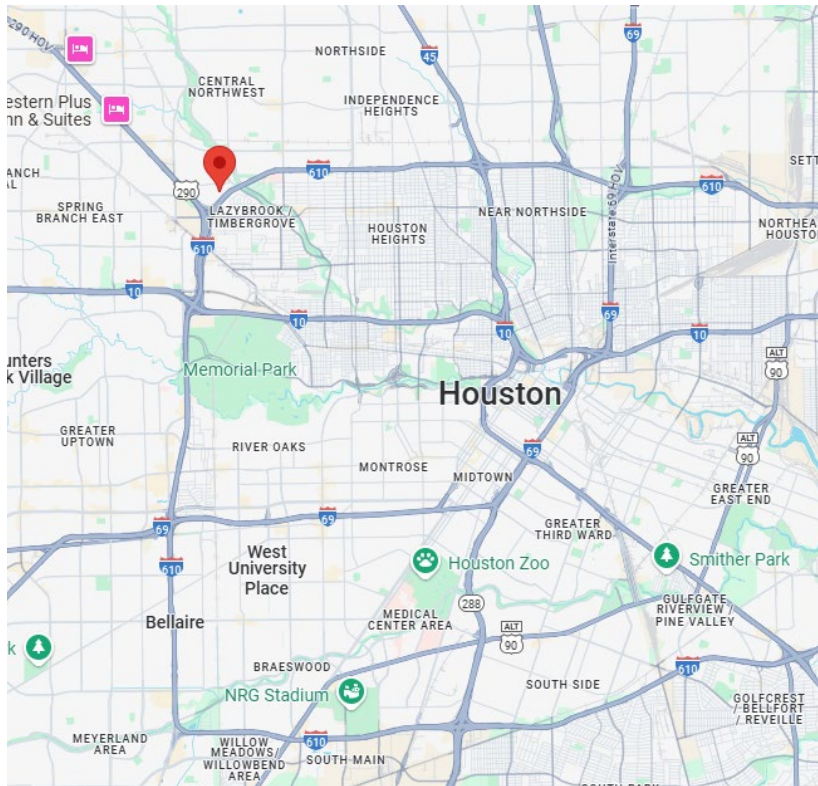 290 HOV
69
NORTHSIDE
45
CENTRAL
NORTHWEST
INDEPENDENCE
HEIGHTS
estern Plus
nn & Suites
610
SETT
ANCH
AL
290
SPRING
BRANCH EAST
LAZYBROOK /
TIMBERGROVE
610
NEAR NORTHSIDE
HOUSTON
HEIGHTS
NORTHEA
HOUSTO
610
610
Interstate 69 HOV
10
10
69
10
10
ALT
90
Memorial Park
unters
k Village
Houston
GREATER
UPTOWN
RIVER OAKS
MONTROSE
MIDTOWN
69
ALT
90
GREATER
EAST END
69
69
GREATER
THIRD WARD
West
University
Place
610
Houston Zoo
Smither Park
288
GULFGATE
RIVERVIEW /
PINE VALLEY
Bellaire
MEDICAL
CENTER AREA
ALT
90
k
BRAESWOOD
610
NRG Stadium
SOUTH SIDE
GOLFCREST
/ BELLFORT
/ REVEILLE
MEYERLAND
AREA
WILLOW
MEADOWS/
WILLOWBEND
AREA
610
SOUTH MAIN
SOUTH PARK